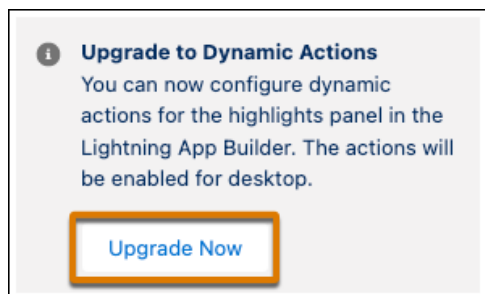 Upgrade to Dynamic Actions
You can now configure dynamic
actions for the highlights panel in the
Lightning App Builder. The actions will
be enabled for desktop.
Upgrade Now